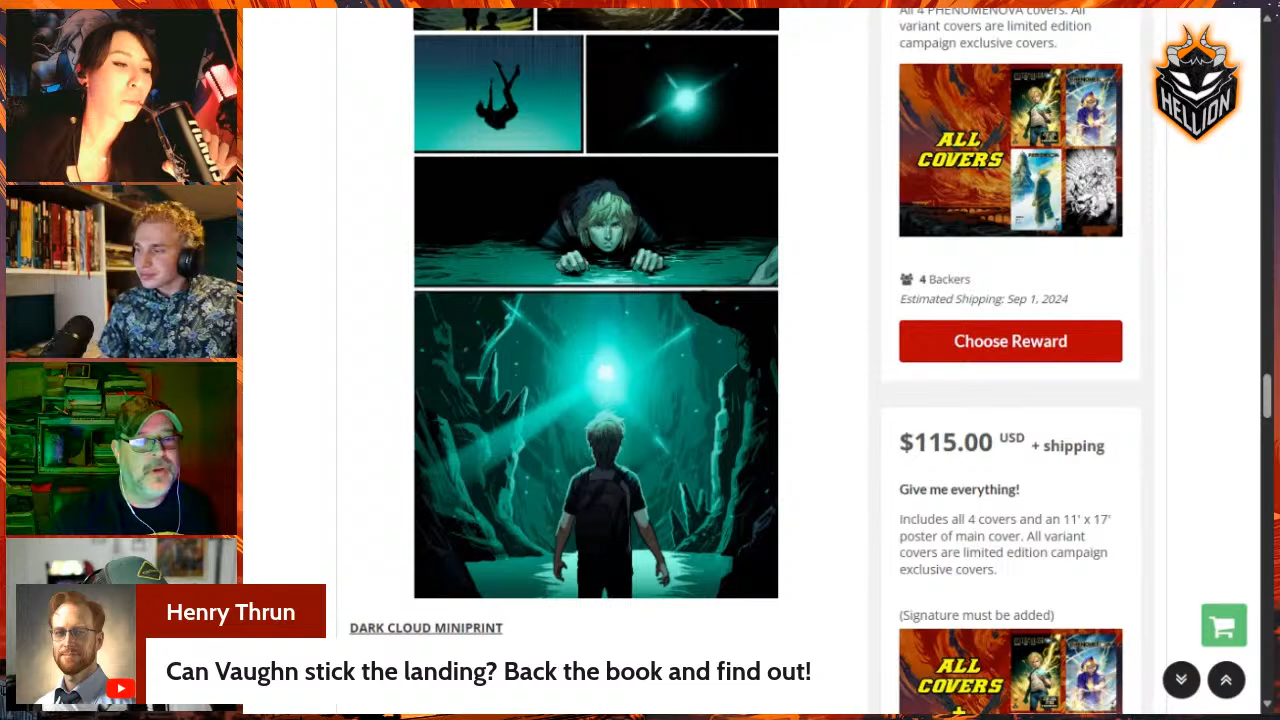 All 4 PHENOMENOVA covers. All
variant covers are limited edition
campaign exclusive covers.
HELLION
ALL
COVERS
4 Backers
Estimated Shipping: Sep 1, 2024
Choose Reward
$115.00 USD + shipping
Give me everything!
Includes all 4 covers and an 11' x 17'
poster of main cover. All variant
covers are limited edition campaign
exclusive covers.
(Signature must be added)
ALL
COVERS
+
DARK CLOUD MINIPRINT
Henry Thrun
Can Vaughn stick the landing? Back the book and find out!